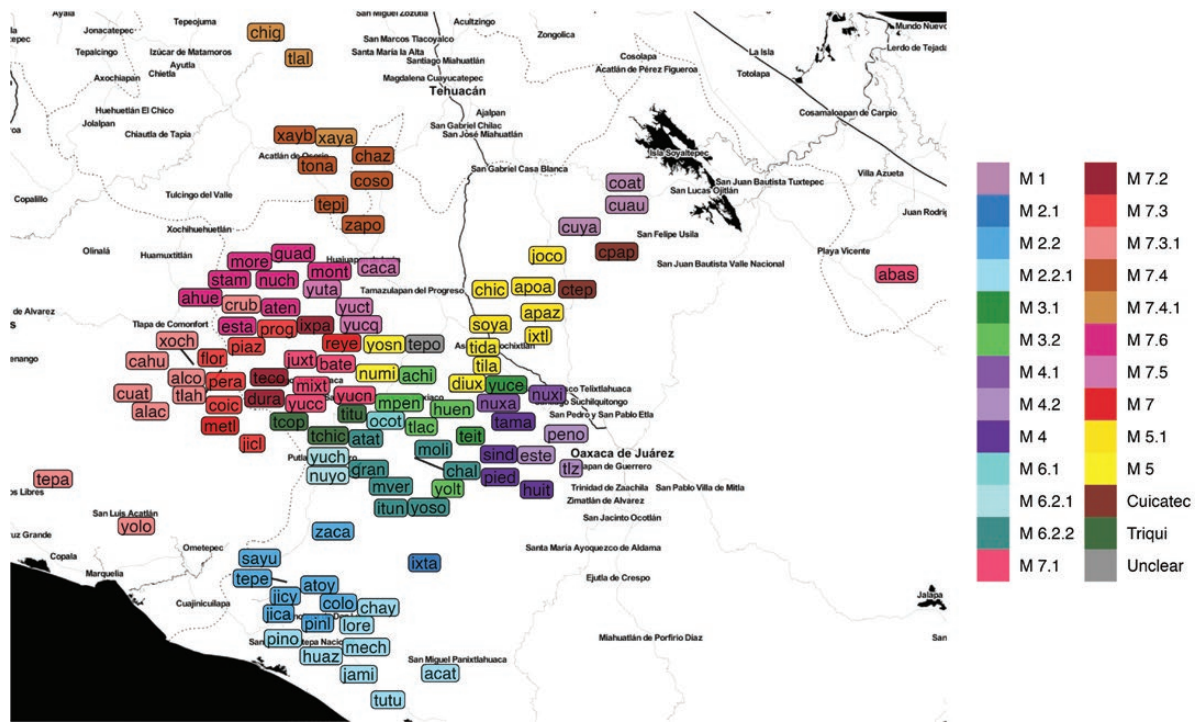 Ayala
Tepeojuma
San Miguel Zozutla
Acultzingo
Mundo Nuevo
Jonacatepec
chig
San Marcos Tlacoyalco
Zongolica
Lerdo de Tejada
Tepalcingo
Izúcar de Matamoros
Santa María la Alta
La Isla
Ayutla
tlal
San Miguel Atlapulco
Cosolapa
Axochiapan
Chietla
Magdalena Cuayucatepec
Acatlán de Pérez Figueroa
Totolapa
Tehuacán
Huehuetlán El Chico
Ajalpan
Cosamaloapan de Carpio
Jolalpan
Chiautla de Tapia
San Gabriel Chilac
San José Miahuatlán
xayb
xaya
Isla Soyaltepec
chaz
tona
San Gabriel Casa Blanca
Villa Azueta
coso
coat
San Juan Bautista Tuxtepec
San Lucas Ojitlán
Copalillo
Tulcingo del Valle
tepj
cuau
Juan Rodríg
Xochihuehuetlán
zapo
cuya
San Felipe Usila
Olinalá
Huamuxtitlán
more
quad
joco
cpap
Playa Vicente
mont
caca
San Juan Bautista Valle Nacional
abas
stam
nuch
yuta
Tamazulapan del Progreso
chic
apoa
ctep
ahue
crub
aten
yuct
apaz
de Alvarez
Tlapa de Comonfort
esta
prog
ixpa
yucq
soya
ixtl
xoch
piaz
reye
yosn
tepo
tida
cahu
flor
juxt
bate
tila
alco
pera
teco
numi
achi
diux
yuce
cuat
tlah
mixt
yucn
nuxi
alac
coic
dura
yucc
mpen
huen
nuxa
Suchilquitongo
metl
tcop
titu
ocot
tlac
tama
San Pedro y San Pablo Etla
jicl
tchic
atat
teit
peno
yuch
moli
sind
este
Oaxaca de Juárez
tepa
nuyo
gran
chal
pied
tlz
mver
yolt
huit
Trinidad de Zaachila
San Pablo Villa de Mitla
itun
yoso
Zimatlán de Alvarez
San Luis Acatlán
San Jacinto Ocotlán
yolo
zaca
Ometepec
Santa María Ayoquezco de Aldama
Copala
sayu
ixta
Marquelia
tepe
atoy
Ejutla de Crespo
Cuajinicuilapa
jicy
colo
chay
Jalapa
jica
pinl
lore
pino
mech
Miahuatlán de Porfirio Díaz
huaz
San Miguel Panixtlahuaca
jami
acat
tutu
M 1
M 2.1
M 2.2
M 2.2.1
M 3.1
M 3.2
M 4.1
M 4.2
M 4
M 6.1
M 6.2.1
M 6.2.2
M 7.1
M 7.2
M 7.3
M 7.3.1
M 7.4
M 7.4.1
M 7.6
M 7.5
M 7
M 5.1
M 5
Cuicatec
Triqui
Unclear